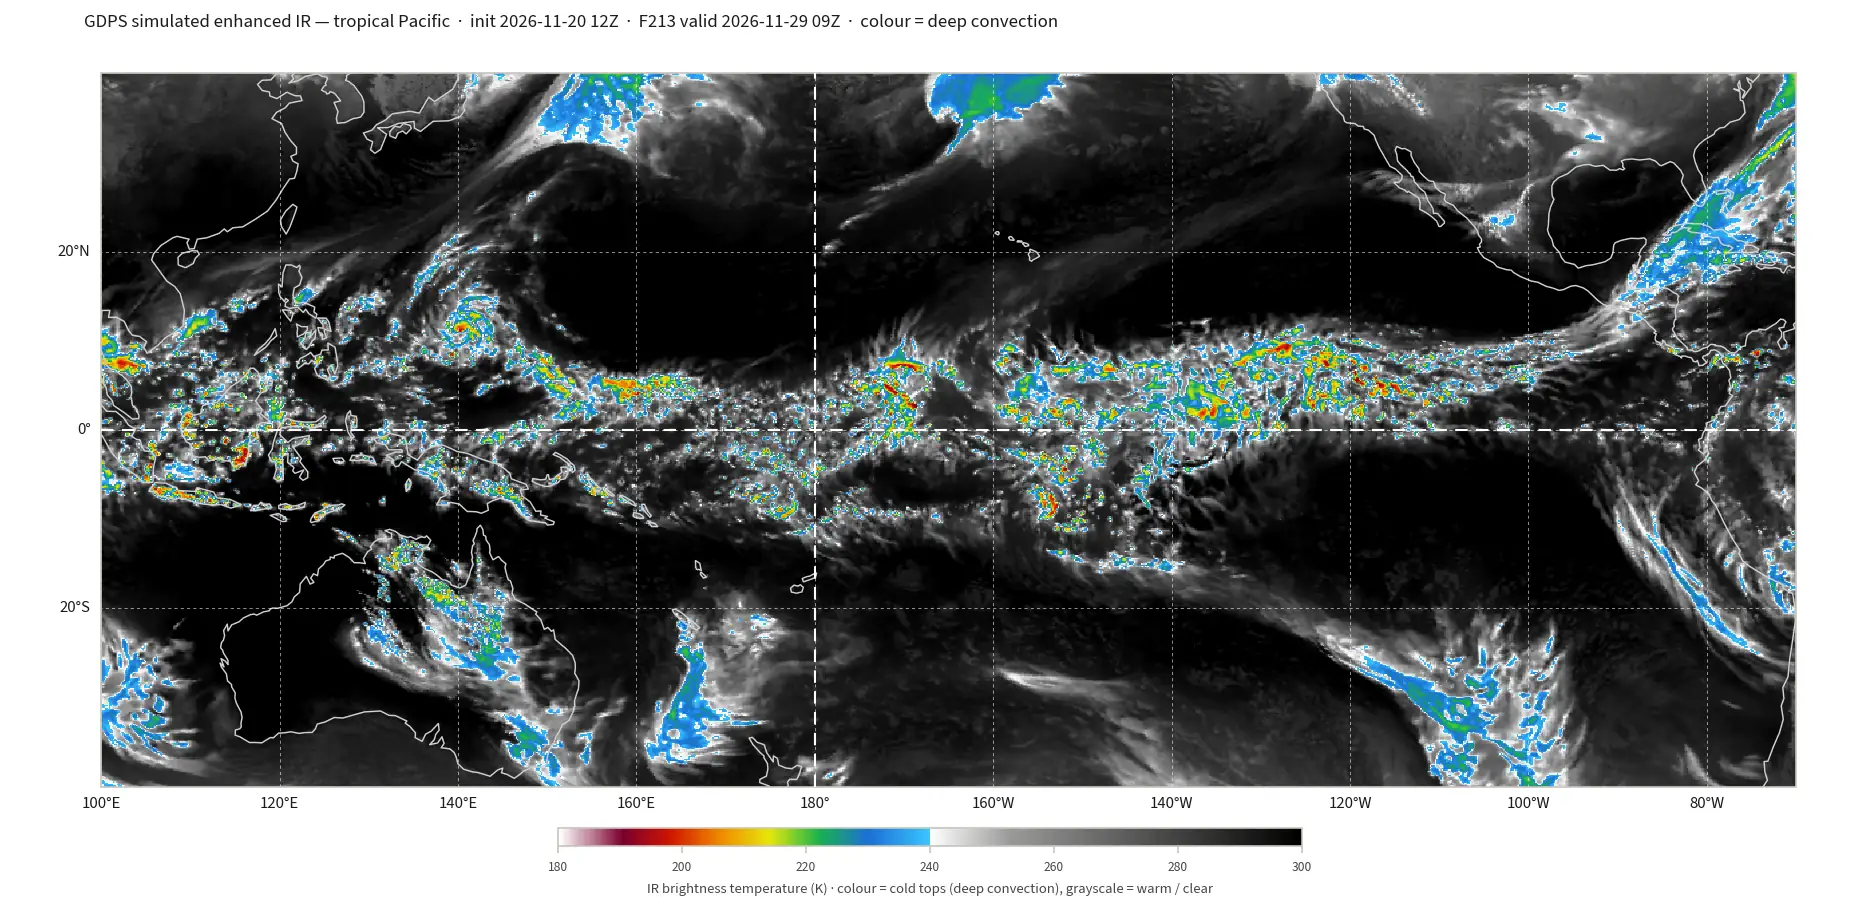 GDPS simulated enhanced IR — tropical Pacific · init 2026-11-20 12Z · F213 valid 2026-11-29 09Z · colour = deep convection
20°N
0°
20°S
100°E 120°E 140°E 160°E 180° 160°W 140°W 120°W 100°W 80°W
180 200 220 240 260 280 300
IR brightness temperature (K) · colour = cold tops (deep convection), grayscale = warm / clear